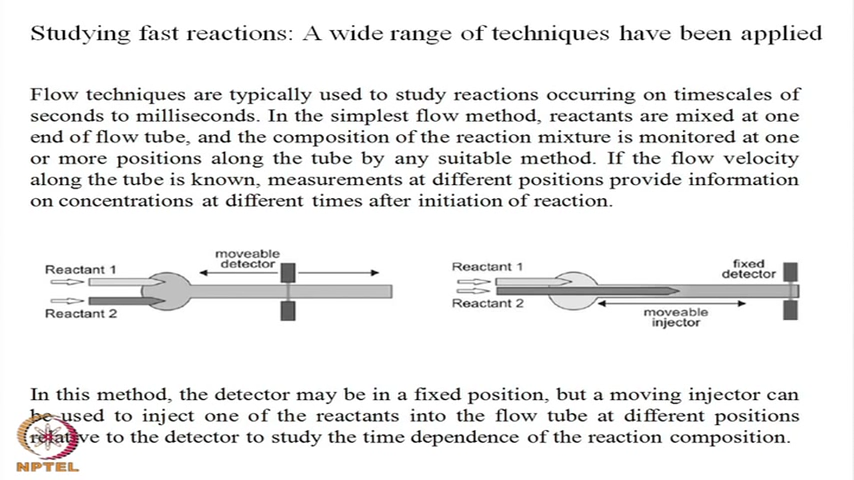 Studying fast reactions: A wide range of techniques have been applied
Flow techniques are typically used to study reactions occurring on timescales of
seconds to milliseconds. In the simplest flow method, reactants are mixed at one
end of flow tube, and the composition of the reaction mixture is monitored at one
or more positions along the tube by any suitable method. If the flow velocity
along the tube is known, measurements at different positions provide information
on concentrations at different times after initiation of reaction.
Reactant 1
moveable
detector
Reactant 2
Reactant 1
fixed
detector
Reactant 2
moveable
injector
In this method, the detector may be in a fixed position, but a moving injector can
be used to inject one of the reactants into the flow tube at different positions
relative to the detector to study the time dependence of the reaction composition.
NPTEL